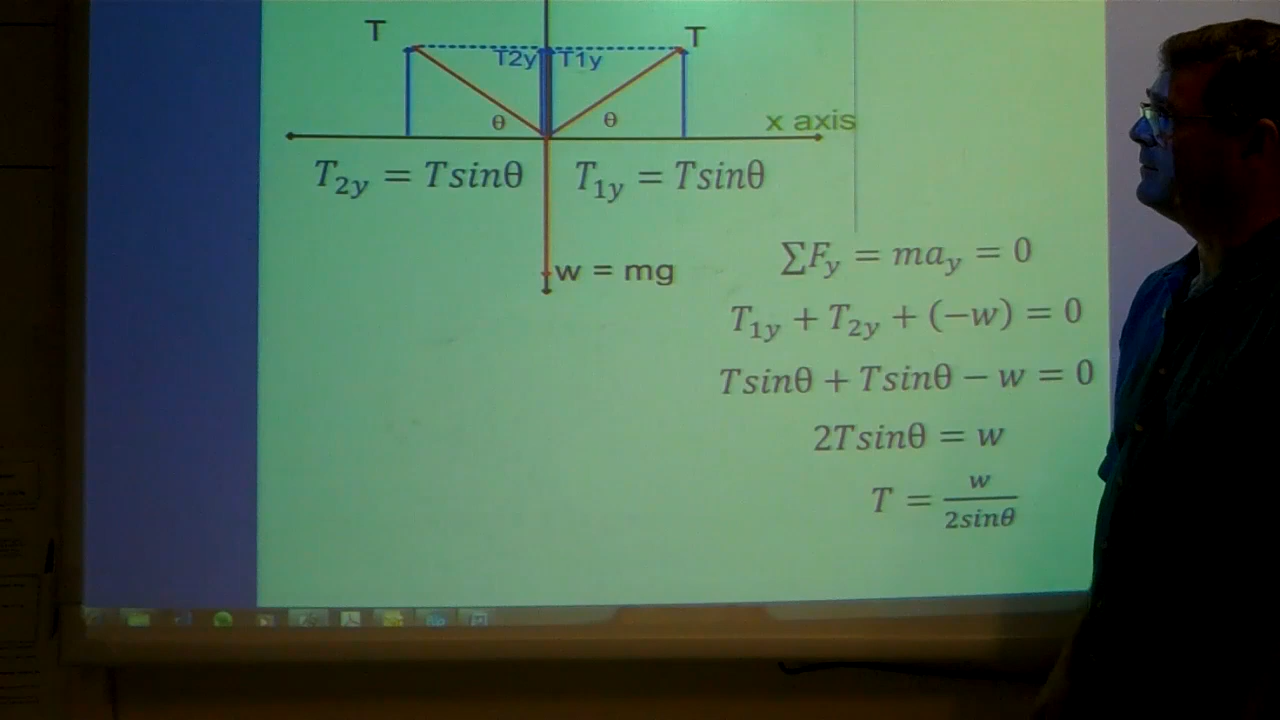 T
T
T2y T1y
θ θ
x axis
T₂y = Tsinθ T₁y = Tsinθ
∑Fy = may = 0
w = mg
T₁y + T₂y + (−w) = 0
Tsinθ + Tsinθ − w = 0
2Tsinθ = w
T = w / 2sinθ